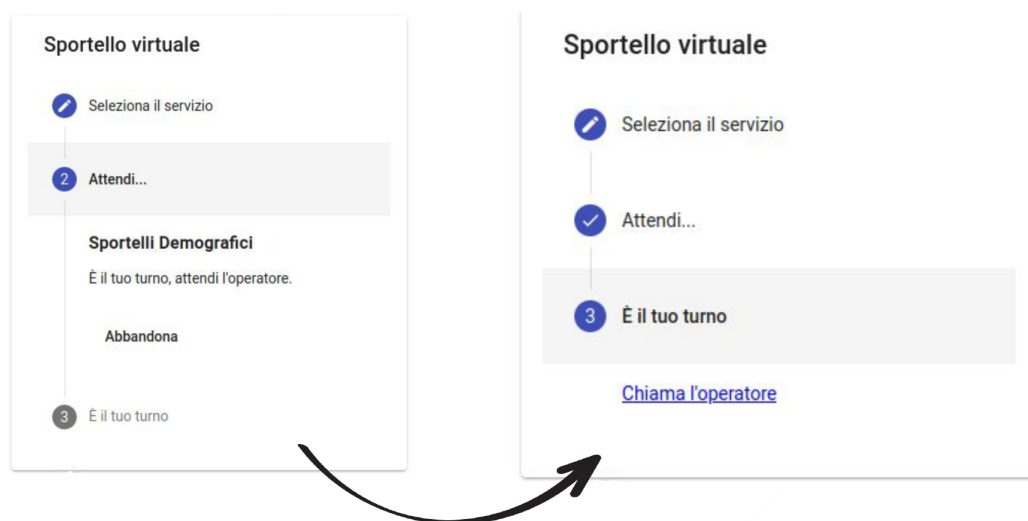 Sportello virtuale
Seleziona il servizio
2 Attendi...
Sportelli Demografici
È il tuo turno, attendi l'operatore.
Abbandona
3 È il tuo turno
Sportello virtuale
Seleziona il servizio
Attendi...
3 È il tuo turno
Chiama l'operatore